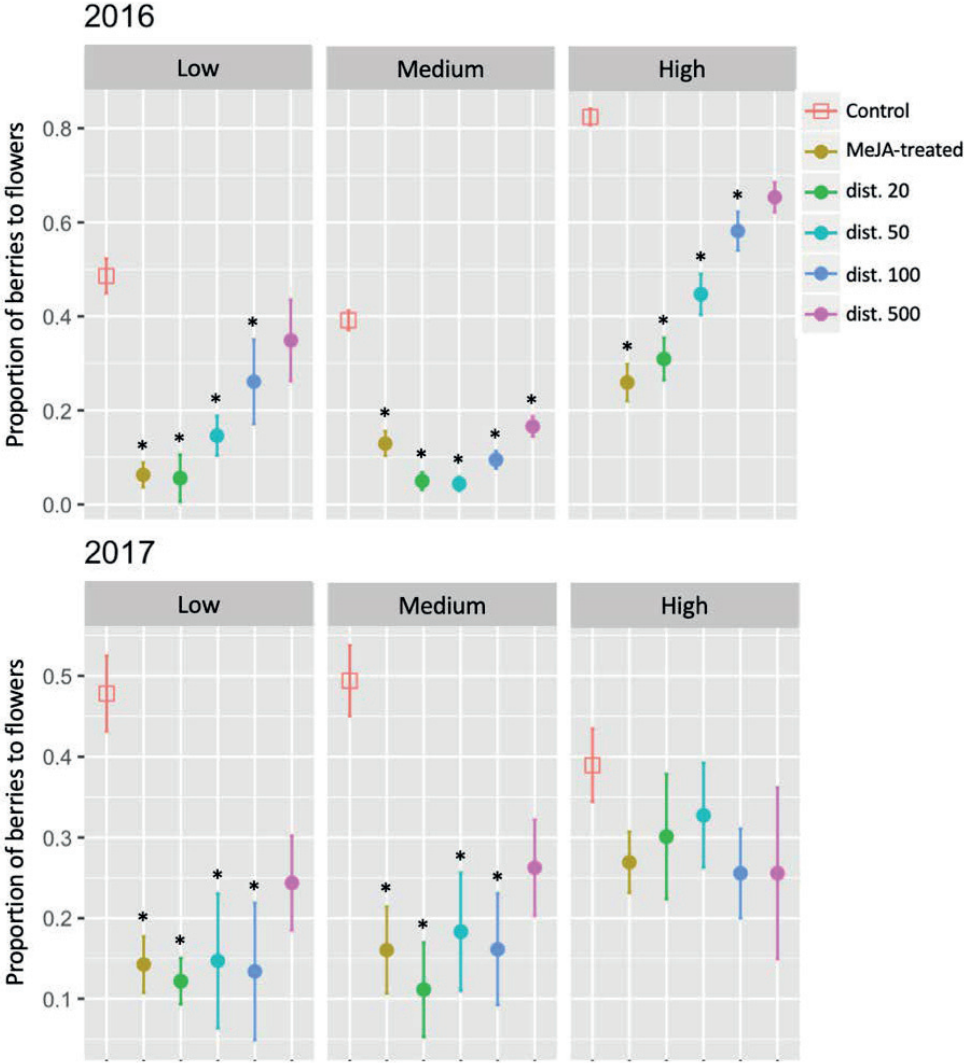 2016
Low Medium High
Proportion of berries to flowers
0.8
0.6
0.4
0.2
0.0
* * * *
* * * * *
* * * *
Control
MeJA-treated
dist. 20
dist. 50
dist. 100
dist. 500
2017
Low Medium High
Proportion of berries to flowers
0.5
0.4
0.3
0.2
0.1
* * * *
* * * *